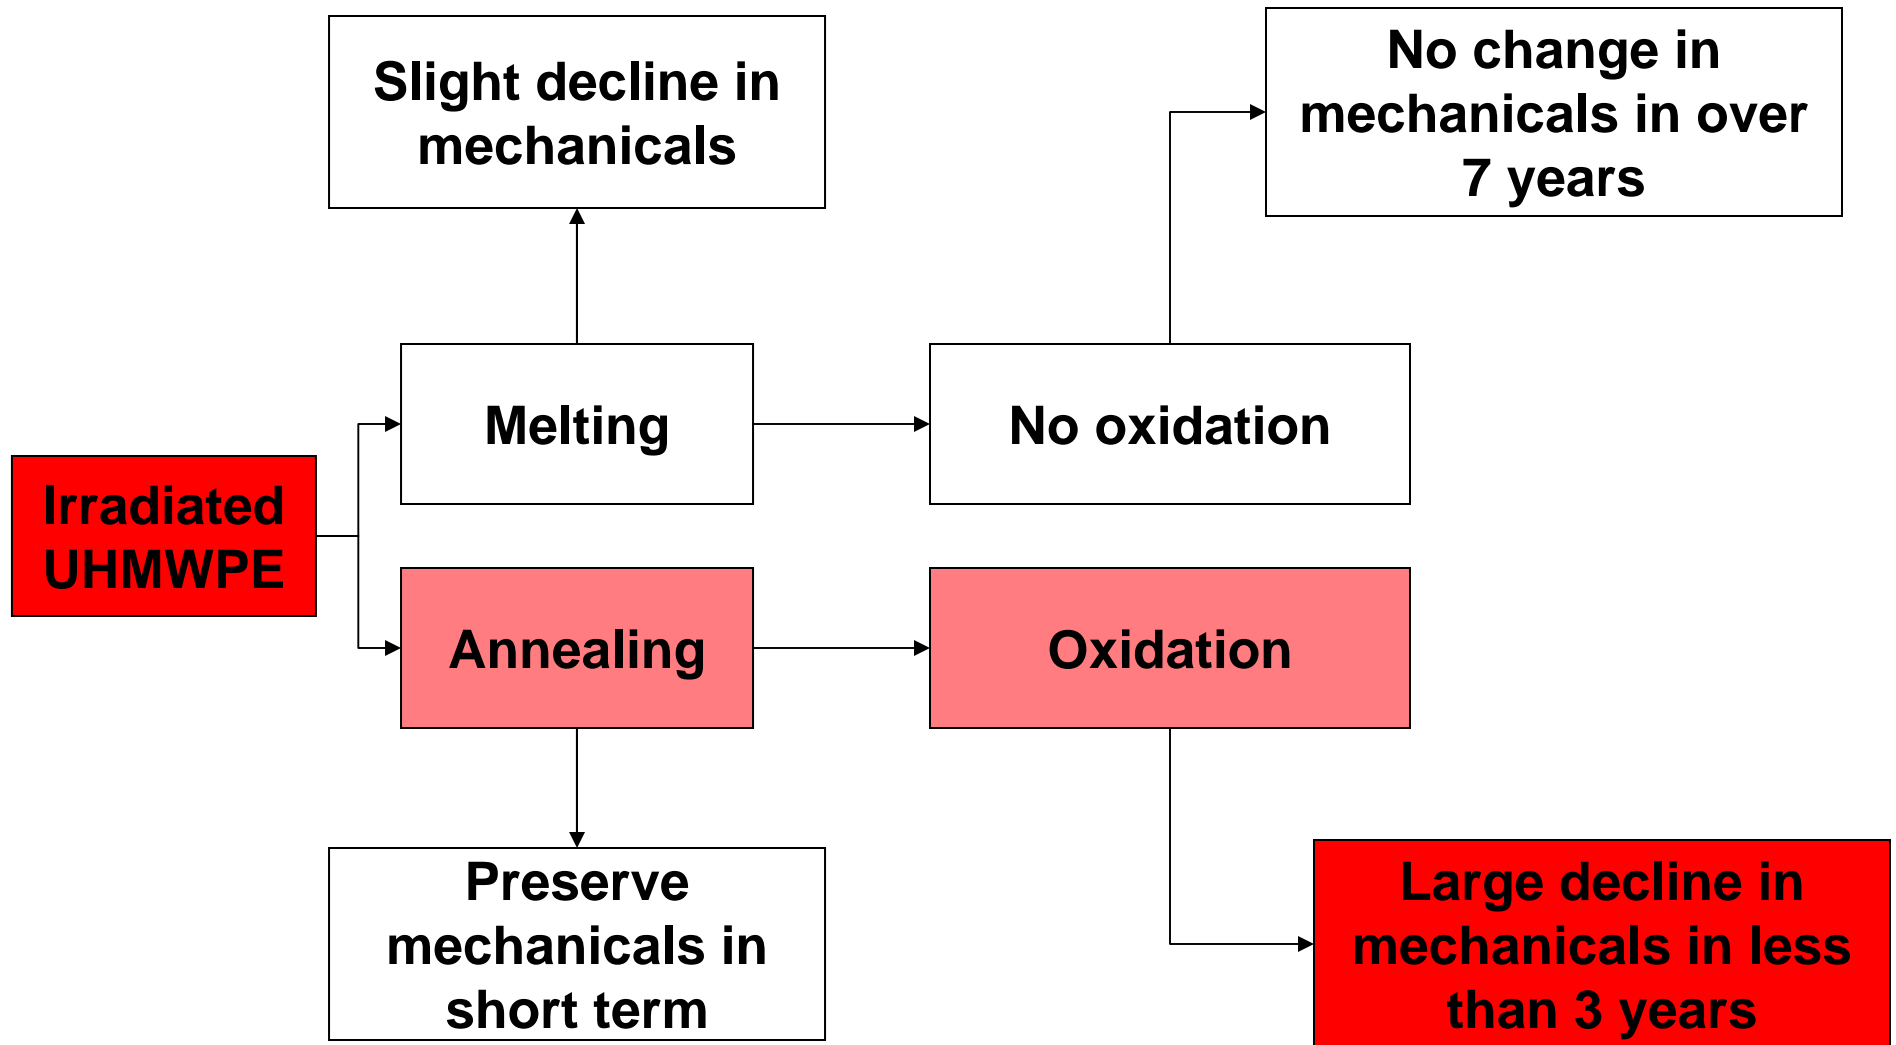 Slight decline in
mechanicals
No change in
mechanicals in over
7 years
Melting
No oxidation
Irradiated
UHMWPE
Annealing
Oxidation
Preserve
mechanicals in
short term
Large decline in
mechanicals in less
than 3 years